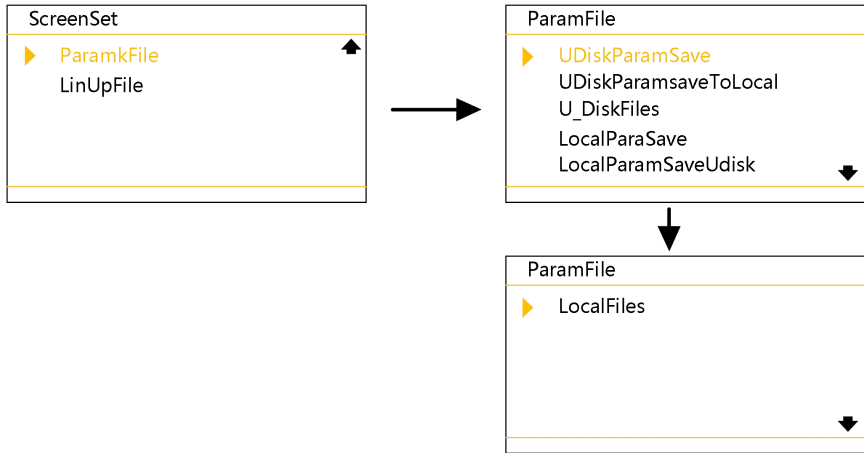 ScreenSet
ParamkFile
LinUpFile
ParamFile
UDiskParamSave
UDiskParamsaveToLocal
U_DiskFiles
LocalParaSave
LocalParamSaveUdisk
ParamFile
LocalFiles